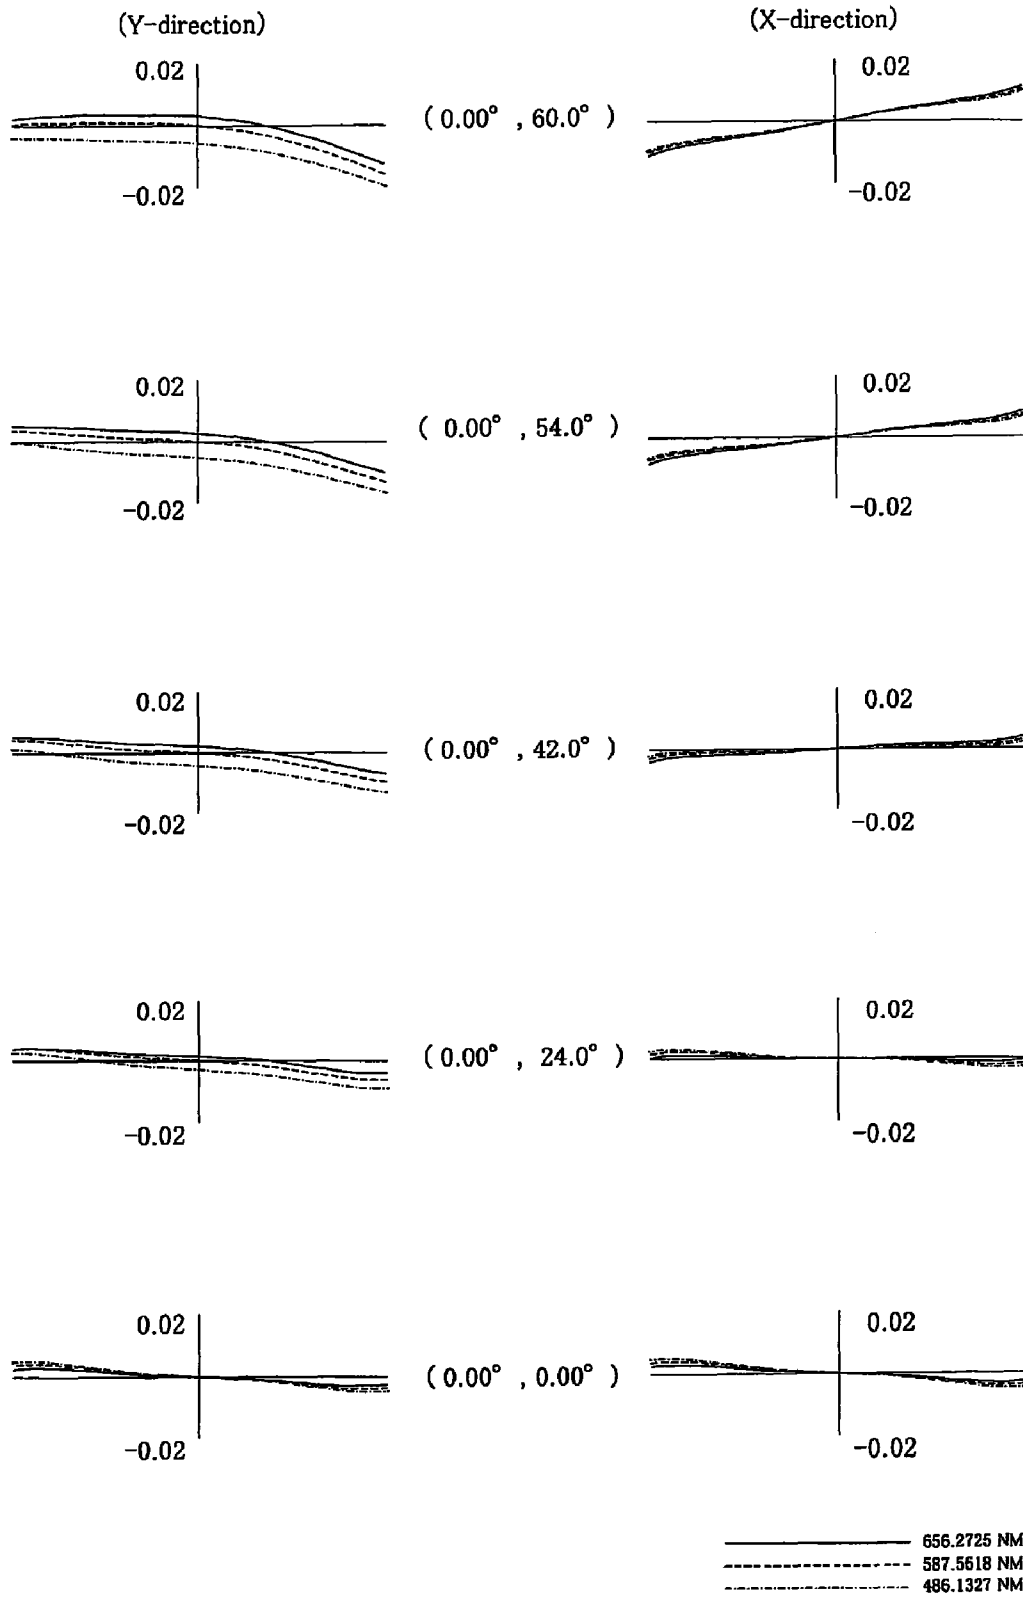 (Y-direction) (X-direction)
0.02 0.02
( 0.00° , 60.0° )
-0.02 -0.02
0.02 0.02
( 0.00° , 54.0° )
-0.02 -0.02
0.02 0.02
( 0.00° , 42.0° )
-0.02 -0.02
0.02 0.02
( 0.00° , 24.0° )
-0.02 -0.02
0.02 0.02
( 0.00° , 0.00° )
-0.02 -0.02
656.2725 NM
587.5618 NM
486.1327 NM